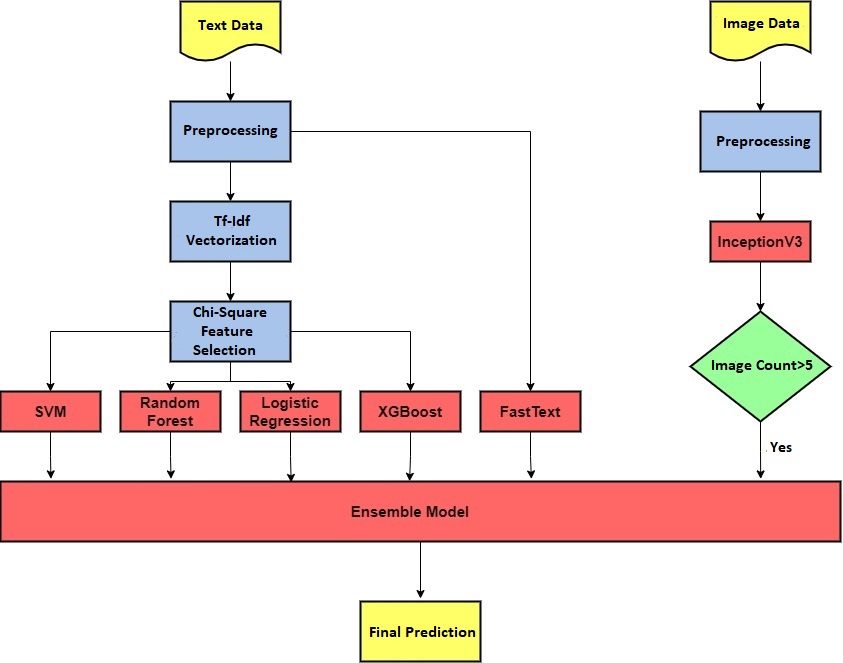 Text Data
Image Data
Preprocessing
Preprocessing
Tf-Idf
Vectorization
InceptionV3
Chi-Square
Feature
Selection
Image Count>5
SVM
Random
Forest
Logistic
Regression
XGBoost
FastText
Yes
Ensemble Model
Final Prediction